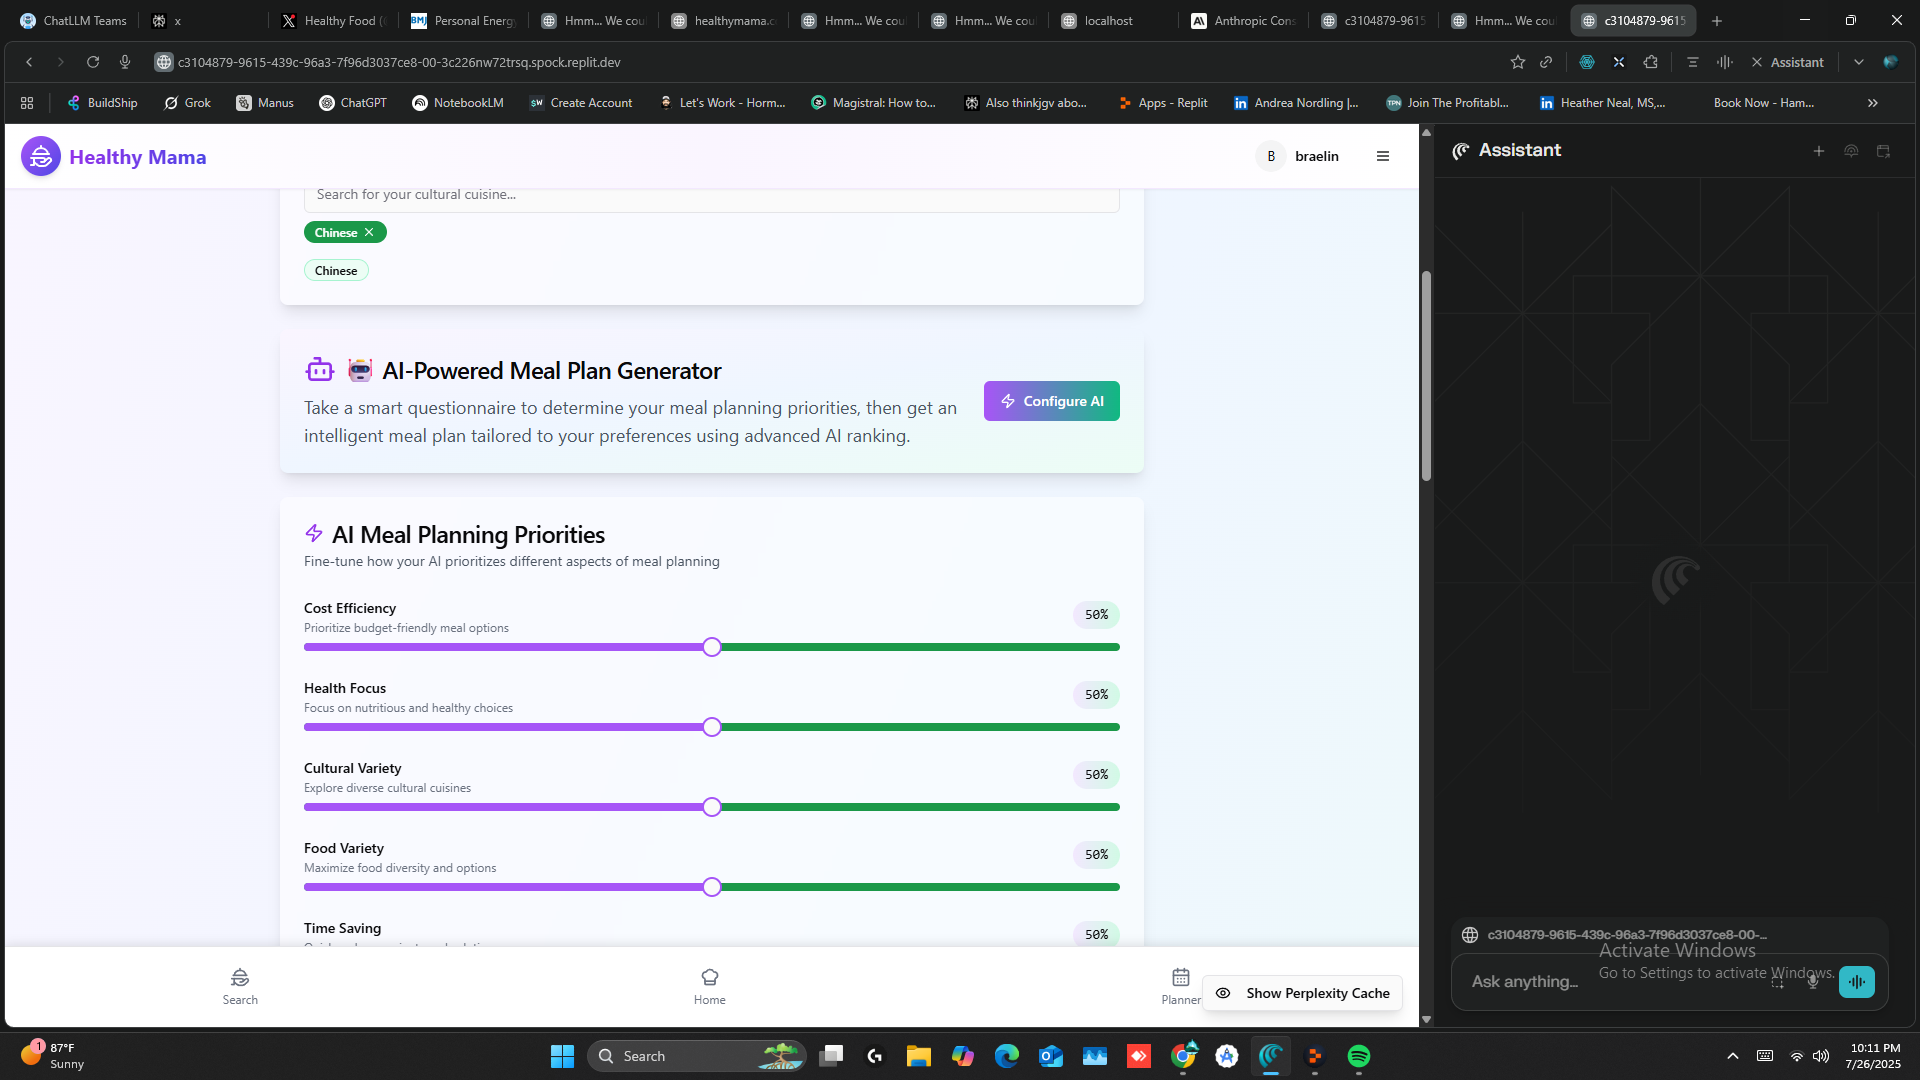 ChatLLM Teams
x
Healthy Food (
Personal Energy
Hmm... We cou
healthymama.c
Hmm... We cou
Hmm... We cou
localhost
Anthropic Cons
c3104879-9615
Hmm... We cou
c3104879-9615
c3104879-9615-439c-96a3-7f96d3037ce8-00-3c226nw72trsq.spock.replit.dev
Assistant
BuildShip
Grok
Manus
ChatGPT
NotebookLM
Create Account
Let's Work - Horm...
Magistral: How to...
Also thinkjgv abo...
Apps - Replit
Andrea Nordling |...
Join The Profitabl...
Heather Neal, MS,...
Book Now - Ham...
Healthy Mama
B
braelin
Search for your cultural cuisine...
Chinese
Chinese
AI-Powered Meal Plan Generator
Take a smart questionnaire to determine your meal planning priorities, then get an
intelligent meal plan tailored to your preferences using advanced AI ranking.
Configure AI
AI Meal Planning Priorities
Fine-tune how your AI prioritizes different aspects of meal planning
Cost Efficiency
Prioritize budget-friendly meal options
50%
Health Focus
Focus on nutritious and healthy choices
50%
Cultural Variety
Explore diverse cultural cuisines
50%
Food Variety
Maximize food diversity and options
50%
Time Saving
50%
Search
Home
Planner
Show Perplexity Cache
Assistant
c3104879-9615-439c-96a3-7f96d3037ce8-00-...
Ask anything...
Activate Windows
Go to Settings to activate Windows.
1
87°F
Sunny
Search
10:11 PM
7/26/2025